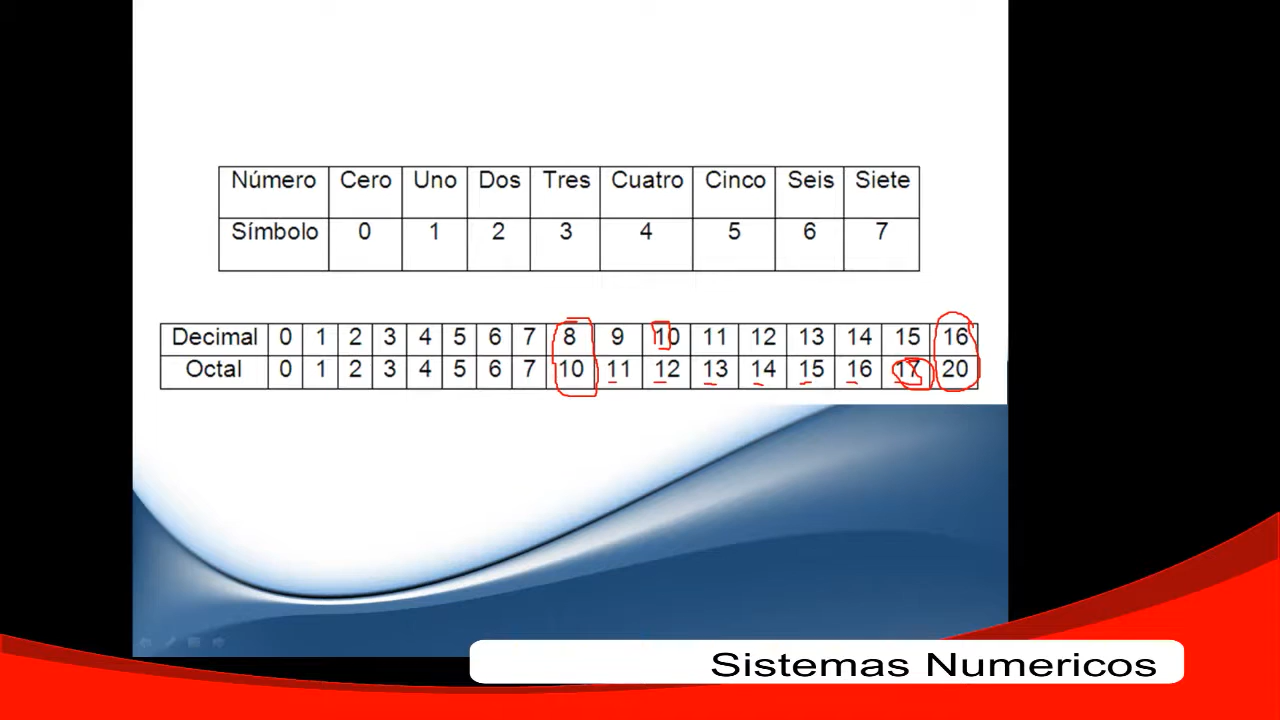 Número Cero Uno Dos Tres Cuatro Cinco Seis Siete
Símbolo 0 1 2 3 4 5 6 7
Decimal 0 1 2 3 4 5 6 7 8 9 10 11 12 13 14 15 16
Octal 0 1 2 3 4 5 6 7 10 11 12 13 14 15 16 17 20
Sistemas Numericos